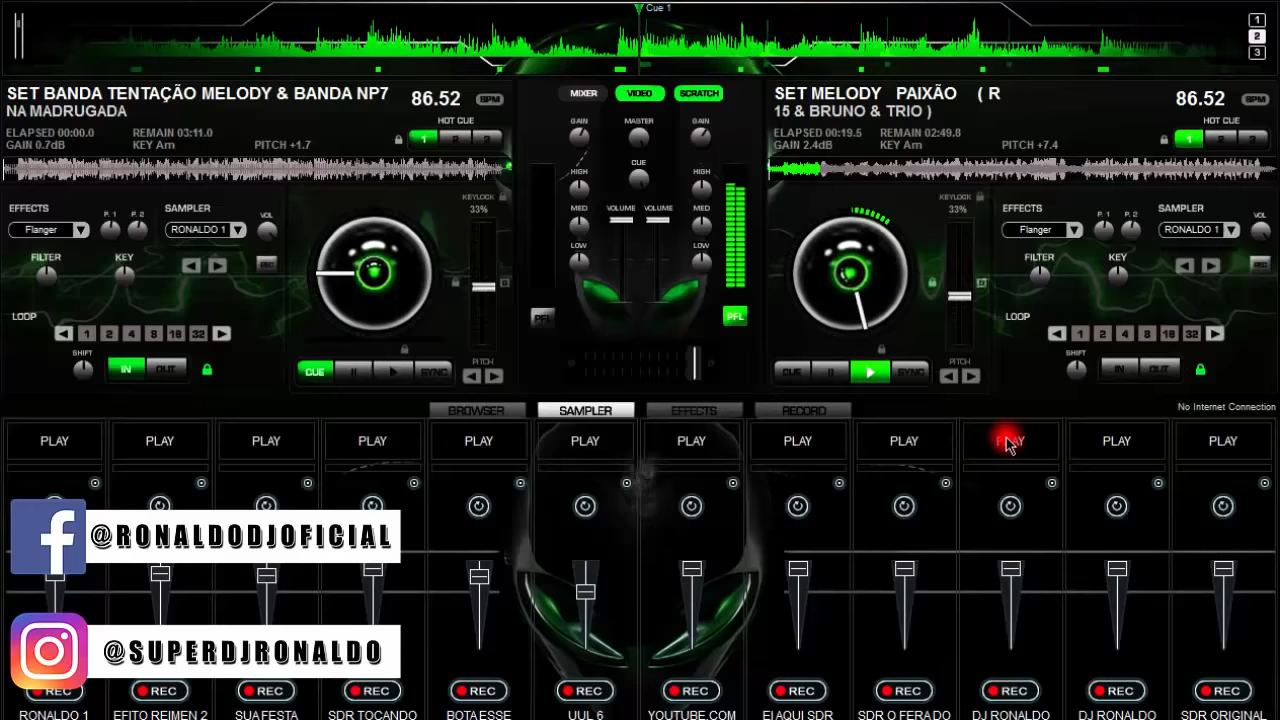 Cue 1
1
2
3
SET BANDA TENTAÇÃO MELODY & BANDA NP7
NA MADRUGADA
86.52 BPM
ELAPSED 00:00.0 REMAIN 03:11.0
GAIN 0.7dB KEY Am PITCH +1.7
HOT CUE
1 2 3
MIXER VIDEO SCRATCH
GAIN MASTER GAIN
CUE
HIGH HIGH
MED VOLUME VOLUME MED
LOW LOW
PFL PFL
SET MELODY PAIXÃO ( R
15 & BRUNO & TRIO )
86.52 BPM
ELAPSED 00:19.5 REMAIN 02:49.8
GAIN 2.4dB KEY Am PITCH +7.4
HOT CUE
1 2 3
EFFECTS P. 1 P. 2 SAMPLER VOL KEYLOCK
33%
Flanger RONALDO 1
FILTER KEY REC
LOOP
1 2 4 8 16 32
SHIFT IN OUT
CUE SYNC PITCH
KEYLOCK EFFECTS P. 1 P. 2 SAMPLER VOL
33%
Flanger RONALDO 1
FILTER KEY REC
LOOP
1 2 4 8 16 32
SHIFT IN OUT
CUE SYNC PITCH
BROWSER SAMPLER EFFECTS RECORD
No Internet Connection
PLAY PLAY PLAY PLAY PLAY PLAY PLAY PLAY PLAY PLAY PLAY PLAY
@RONALDODJOFICIAL
@SUPERDJRONALDO
REC REC REC REC REC REC REC REC REC REC REC REC
RONALDO 1 EFITO REIMEN 2 SUA FESTA SDR TOCANDO BOTA ESSE UUL 6 YOUTUBE.COM EI AQUI SDR SDR O FERA DO DJ RONALDO DJ RONALDO SDR ORIGINAL